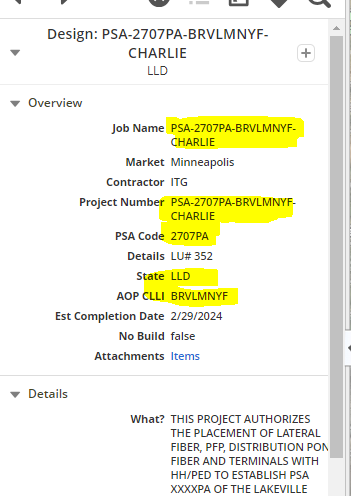 Design: PSA-2707PA-BRVLMNYF-
CHARLIE
LLD
Overview
Job Name PSA-2707PA-BRVLMNYF-
CHARLIE
Market Minneapolis
Contractor ITG
Project Number PSA-2707PA-BRVLMNYF-
CHARLIE
PSA Code 2707PA
Details LU# 352
State LLD
AOP CLLI BRVLMNYF
Est Completion Date 2/29/2024
No Build false
Attachments Items
Details
What? THIS PROJECT AUTHORIZES
THE PLACEMENT OF LATERAL
FIBER, PFP, DISTRIBUTION PON
FIBER AND TERMINALS WITH
HH/PED TO ESTABLISH PSA
XXXXPA OF THE LAKEVILLE